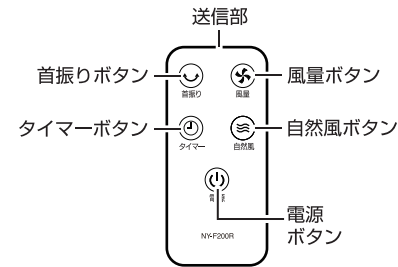 送信部
首振りボタン
風量ボタン
首振り
風量
タイマーボタン
自然風ボタン
タイマー
自然風
電源
電源
ボタン
NY-F200R